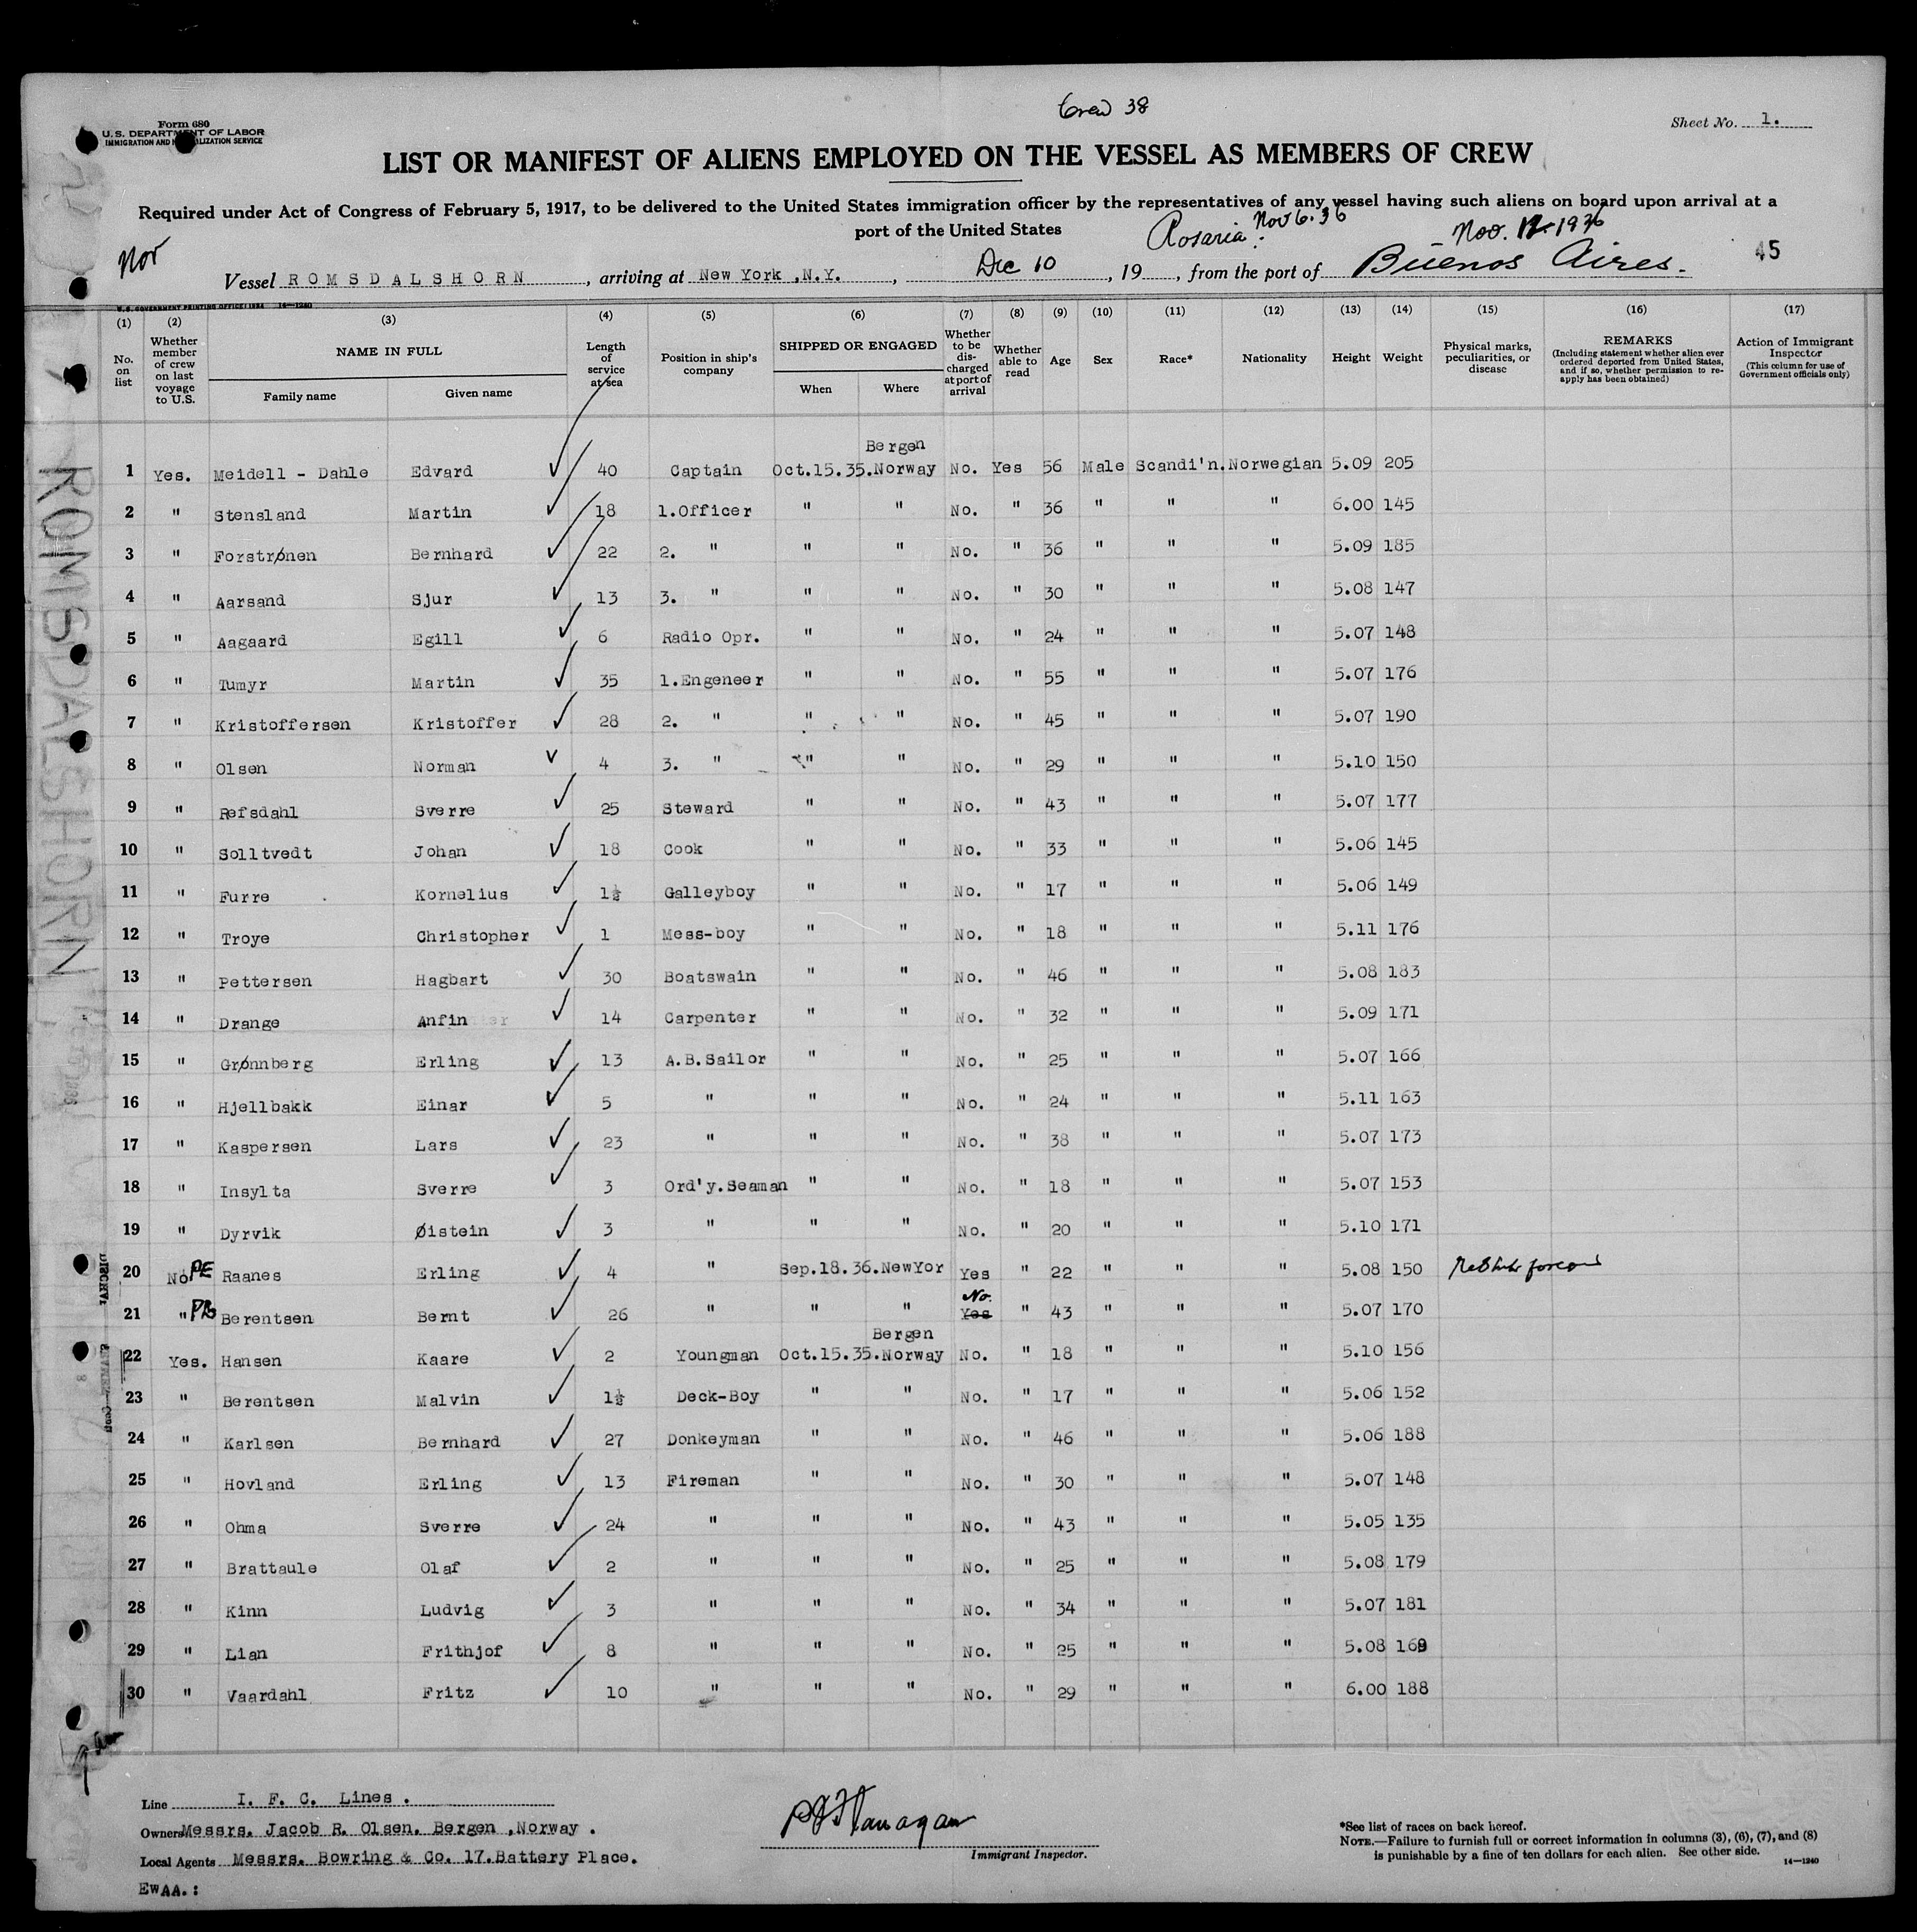 Crew 38
Form 680
U.S. DEPARTMENT OF LABOR
IMMIGRATION AND NATURALIZATION SERVICE
Sheet No. 1.
LIST OR MANIFEST OF ALIENS EMPLOYED ON THE VESSEL AS MEMBERS OF CREW
Required under Act of Congress of February 5, 1917, to be delivered to the United States immigration officer by the representatives of any vessel having such aliens on board upon arrival at a
port of the United States
Rosaria. Nov 6. 36
Nov. 1936
Nor
45
Vessel ROMSDALSHORN, arriving at New York ,N.Y., Dec 10, 19, from the port of Buenos Aires.
U.S. GOVERNMENT PRINTING OFFICE: 1934 14—1240
(1) (2) (3) (4) (5) (6) (7) (8) (9) (10) (11) (12) (13) (14) (15) (16) (17)
No. on list
Whether member of crew on last voyage to U.S.
NAME IN FULL
Family name
Given name
Length of service at sea
Position in ship's company
SHIPPED OR ENGAGED
When
Where
Whether to be discharged at port of arrival
Whether able to read
Age
Sex
Race*
Nationality
Height
Weight
Physical marks, peculiarities, or disease
REMARKS
(Including statement whether alien ever ordered deported from United States, and if so, whether permission to re-apply has been obtained)
Action of Immigrant Inspector
(This column for use of Government officials only)
Bergen
1 Yes. Meidell - Dahle Edvard 40 Captain Oct.15.35.Norway No. Yes 56 Male Scandi'n. Norwegian 5.09 205
2 " Stensland Martin 18 1.Officer " " No. " 36 " " " 6.00 145
3 " Forstrønen Bernhard 22 2. " " " No. " 36 " " " 5.09 185
4 " Aarsand Sjur 13 3. " " " No. " 30 " " " 5.08 147
5 " Aagaard Egill 6 Radio Opr. " " No. " 24 " " " 5.07 148
6 " Tumyr Martin 35 1.Engeneer " " No. " 55 " " " 5.07 176
7 " Kristoffersen Kristoffer 28 2. " " " No. " 45 " " " 5.07 190
8 " Olsen Norman 4 3. " " " No. " 29 " " " 5.10 150
9 " Refsdahl Sverre 25 Steward " " No. " 43 " " " 5.07 177
10 " Solltvedt Johan 18 Cook " " No. " 33 " " " 5.06 145
11 " Furre Kornelius 1½ Galleyboy " " No. " 17 " " " 5.06 149
12 " Troye Christopher 1 Mess-boy " " No. " 18 " " " 5.11 176
13 " Pettersen Hagbart 30 Boatswain " " No. " 46 " " " 5.08 183
14 " Drange Anfin 14 Carpenter " " No. " 32 " " " 5.09 171
15 " Grønnberg Erling 13 A.B.Sailor " " No. " 25 " " " 5.07 166
16 " Hjellbakk Einar 5 " " " No. " 24 " " " 5.11 163
17 " Kaspersen Lars 23 " " " No. " 38 " " " 5.07 173
18 " Insylta Sverre 3 Ord'y.Seaman " " No. " 18 " " " 5.07 153
19 " Dyrvik Øistein 3 " " " No. " 20 " " " 5.10 171
20 No PE Raanes Erling 4 " Sep.18.36.NewYor Yes " 22 " " " 5.08 150
No.
21 " Berentsen Bernt 26 " " " Yes " 43 " " " 5.07 170
Bergen
22 Yes. Hansen Kaare 2 Youngman Oct.15.35.Norway No. " 18 " " " 5.10 156
23 " Berentsen Malvin 1½ Deck-Boy " " No. " 17 " " " 5.06 152
24 " Karlsen Bernhard 27 Donkeyman " " No. " 46 " " " 5.06 188
25 " Hovland Erling 13 Fireman " " No. " 30 " " " 5.07 148
26 " Ohma Sverre 24 " " " No. " 43 " " " 5.05 135
27 " Brattaule Olaf 2 " " " No. " 25 " " " 5.08 179
28 " Kinn Ludvig 3 " " " No. " 34 " " " 5.07 181
29 " Lian Frithjof 8 " " " No. " 25 " " " 5.08 169
30 " Vaardahl Fritz 10 " " " No. " 29 " " " 6.00 188
ROMSDALSHORN
Line I. F. C. Lines .
Owners Messrs. Jacob R. Olsen. Bergen ,Norway .
Local Agents Messrs. Bowring & Co. 17.Battery Place.
EwAA.:
PJFlanagan
Immigrant Inspector.
*See list of races on back hereof.
NOTE.—Failure to furnish full or correct information in columns (3), (6), (7), and (8)
is punishable by a fine of ten dollars for each alien. See other side.
14—1240